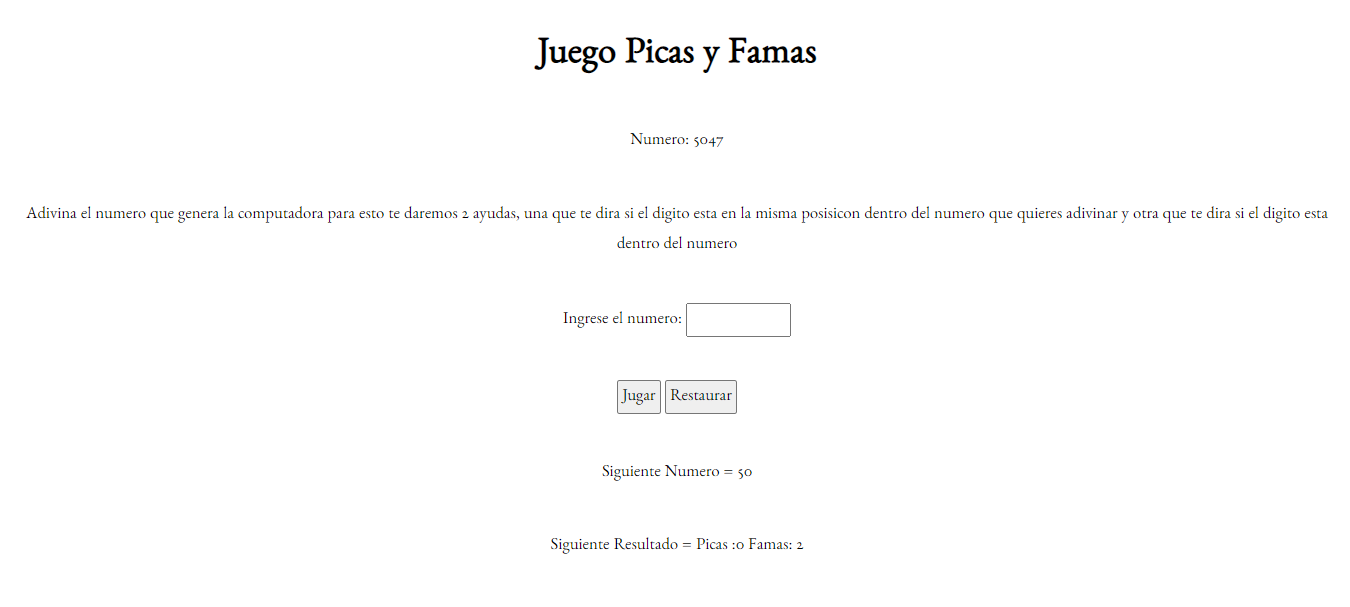 Juego Picas y Famas
Numero: 5047
Adivina el numero que genera la computadora para esto te daremos 2 ayudas, una que te dira si el digito esta en la misma posisicon dentro del numero que quieres adivinar y otra que te dira si el digito esta
dentro del numero
Ingrese el numero:
Jugar Restaurar
Siguiente Numero = 50
Siguiente Resultado = Picas :0 Famas: 2